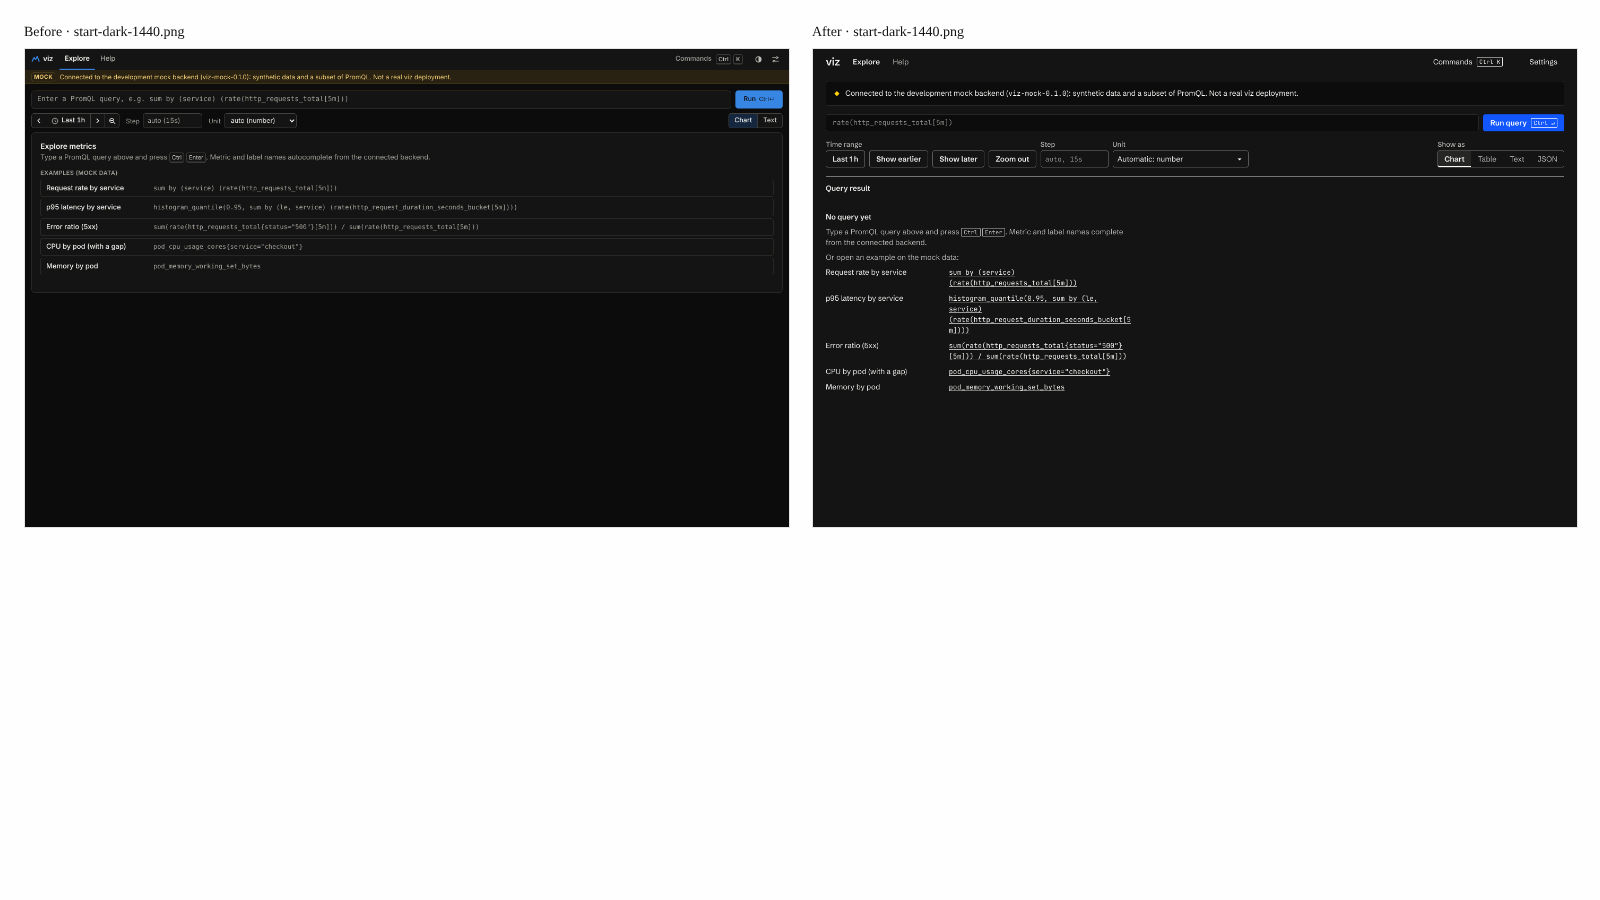 Before · start-dark-1440.png
viz Explore Help Commands Ctrl K
MOCK Connected to the development mock backend (viz-mock-0.1.0): synthetic data and a subset of PromQL. Not a real viz deployment.
Enter a PromQL query, e.g. sum by (service) (rate(http_requests_total[5m])) Run Ctrl+↵
Last 1h Step auto (15s) Unit auto (number) Chart Text
Explore metrics
Type a PromQL query above and press Ctrl Enter. Metric and label names autocomplete from the connected backend.
EXAMPLES (MOCK DATA)
Request rate by service sum by (service) (rate(http_requests_total[5m]))
p95 latency by service histogram_quantile(0.95, sum by (le, service) (rate(http_request_duration_seconds_bucket[5m])))
Error ratio (5xx) sum(rate(http_requests_total{status="500"}[5m])) / sum(rate(http_requests_total[5m]))
CPU by pod (with a gap) pod_cpu_usage_cores{service="checkout"}
Memory by pod pod_memory_working_set_bytes
After · start-dark-1440.png
viz Explore Help Commands Ctrl K Settings
Connected to the development mock backend (viz-mock-0.1.0): synthetic data and a subset of PromQL. Not a real viz deployment.
rate(http_requests_total[5m]) Run query Ctrl ↵
Time range Step Unit Show as
Last 1h Show earlier Show later Zoom out auto, 15s Automatic: number Chart Table Text JSON
Query result
No query yet
Type a PromQL query above and press Ctrl Enter. Metric and label names complete
from the connected backend.
Or open an example on the mock data:
Request rate by service sum by (service)
(rate(http_requests_total[5m]))
p95 latency by service histogram_quantile(0.95, sum by (le,
service)
(rate(http_request_duration_seconds_bucket[5
m])))
Error ratio (5xx) sum(rate(http_requests_total{status="500"}
[5m])) / sum(rate(http_requests_total[5m]))
CPU by pod (with a gap) pod_cpu_usage_cores{service="checkout"}
Memory by pod pod_memory_working_set_bytes